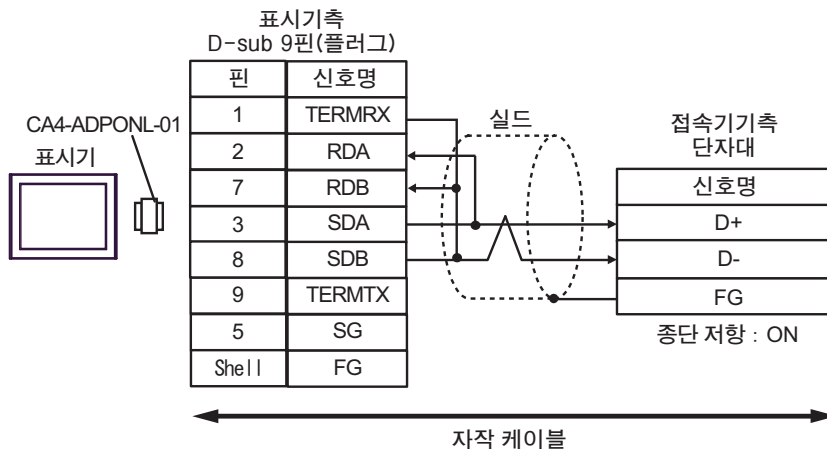 표시기측
D-sub 9핀(플러그)
핀 신호명
1 TERMRX
2 RDA
7 RDB
3 SDA
8 SDB
9 TERMTX
5 SG
Shell FG
CA4-ADPONL-01
표시기
실드
접속기기측
단자대
신호명
D+
D-
FG
종단 저항 : ON
자작 케이블